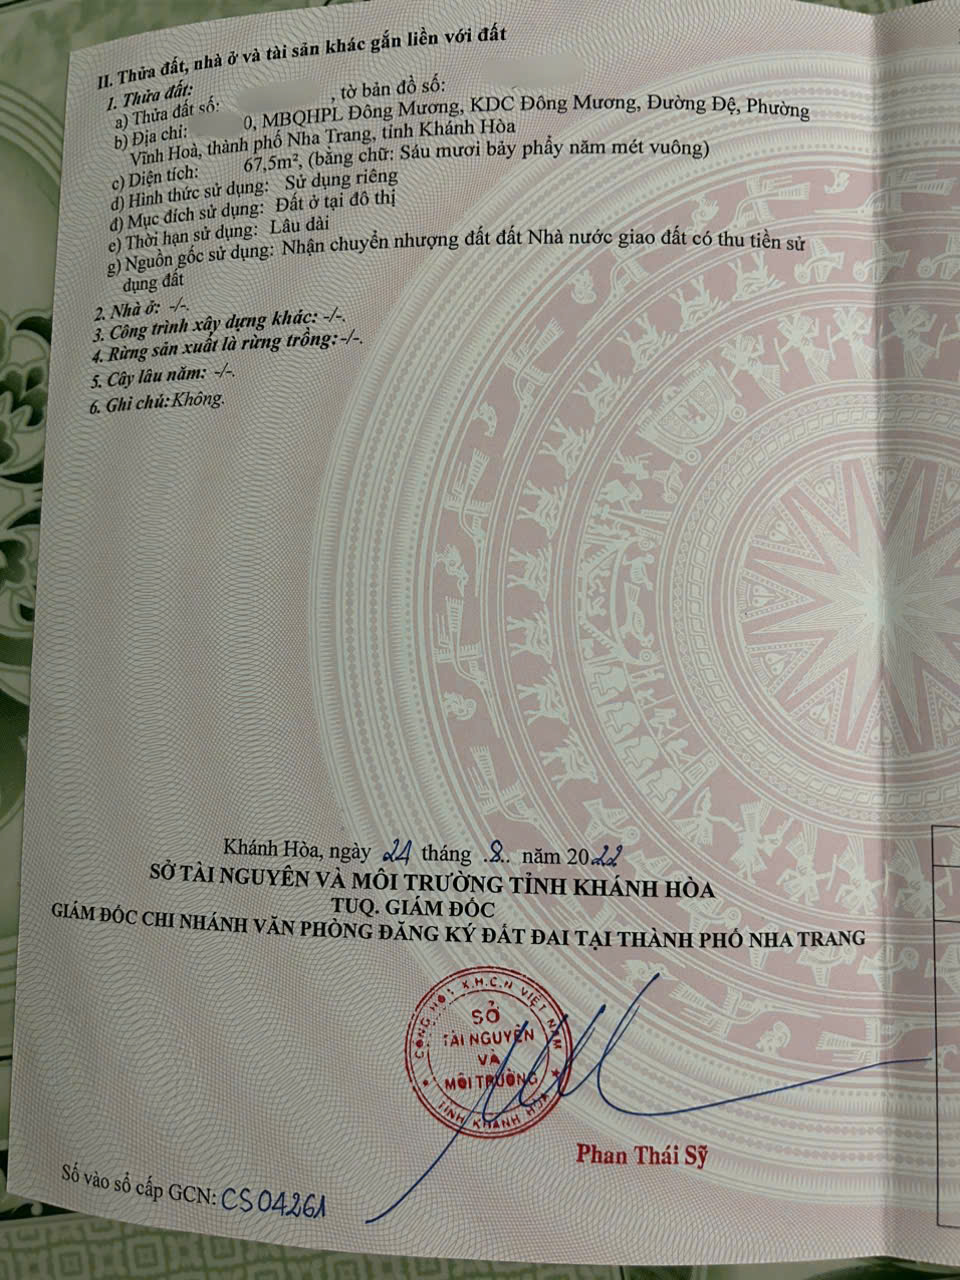 II. Thửa đất, nhà ở và tài sản khác gắn liền với đất
1. Thửa đất:
a) Thửa đất số: , tờ bản đồ số:
b) Địa chỉ: 0, MBQHPL Đông Mương, KDC Đông Mương, Đường Đệ, Phường
Vĩnh Hoà, thành phố Nha Trang, tỉnh Khánh Hòa
c) Diện tích: 67,5m², (bằng chữ: Sáu mươi bảy phẩy năm mét vuông)
d) Hình thức sử dụng: Sử dụng riêng
đ) Mục đích sử dụng: Đất ở tại đô thị
e) Thời hạn sử dụng: Lâu dài
g) Nguồn gốc sử dụng: Nhận chuyển nhượng đất đất Nhà nước giao đất có thu tiền sử
dụng đất
2. Nhà ở: -/-.
3. Công trình xây dựng khác: -/-.
4. Rừng sản xuất là rừng trồng: -/-.
5. Cây lâu năm: -/-.
6. Ghi chú: Không.
Khánh Hòa, ngày 24 tháng .8.. năm 2022
SỞ TÀI NGUYÊN VÀ MÔI TRƯỜNG TỈNH KHÁNH HÒA
TUQ. GIÁM ĐỐC
GIÁM ĐỐC CHI NHÁNH VĂN PHÒNG ĐĂNG KÝ ĐẤT ĐAI TẠI THÀNH PHỐ NHA TRANG
CỘNG HÒA X.H.C.N VIỆT NAM
SỞ
TÀI NGUYÊN
VÀ
MÔI TRƯỜNG
TỈNH KHÁNH HÒA
Phan Thái Sỹ
Số vào sổ cấp GCN: CS04261